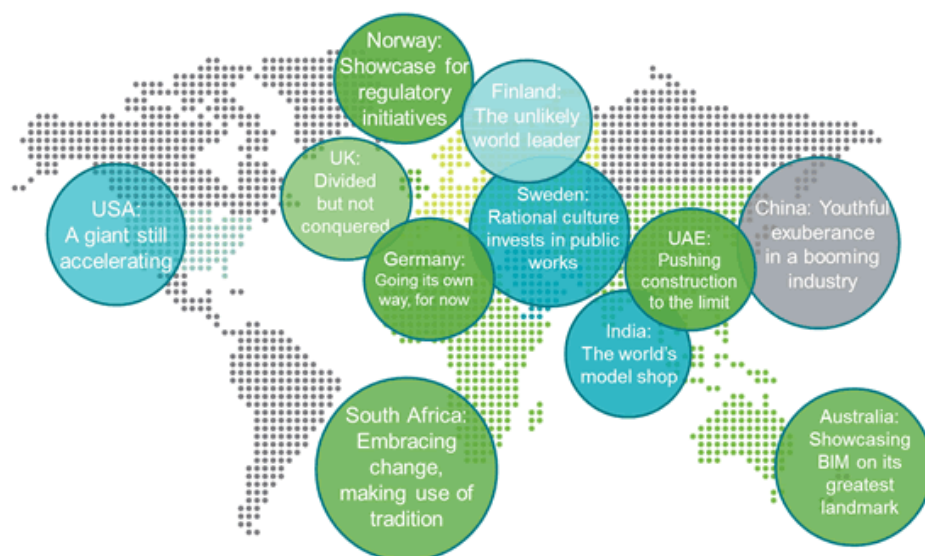 Norway:
Showcase for
regulatory
initiatives
Finland:
The unlikely
world leader
UK:
Divided
but not
conquered
USA:
A giant still
accelerating
Sweden:
Rational culture
invests in public
works
China: Youthful
exuberance
in a booming
industry
UAE:
Pushing
construction
to the limit
Germany:
Going its own
way, for now
India:
The world's
model shop
South Africa:
Embracing
change,
making use of
tradition
Australia:
Showcasing
BIM on its
greatest
landmark